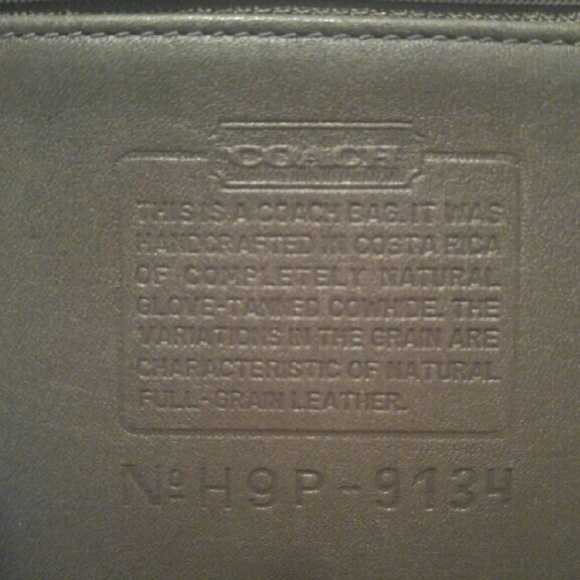 COACH
THIS IS A COACH BAG. IT WAS
HANDCRAFTED IN COSTA RICA
OF COMPLETELY NATURAL
GLOVE-TANNED COWHIDE. THE
VARIATIONS IN THE GRAIN ARE
CHARACTERISTIC OF NATURAL
FULL-GRAIN LEATHER.
Nº H9P-9134